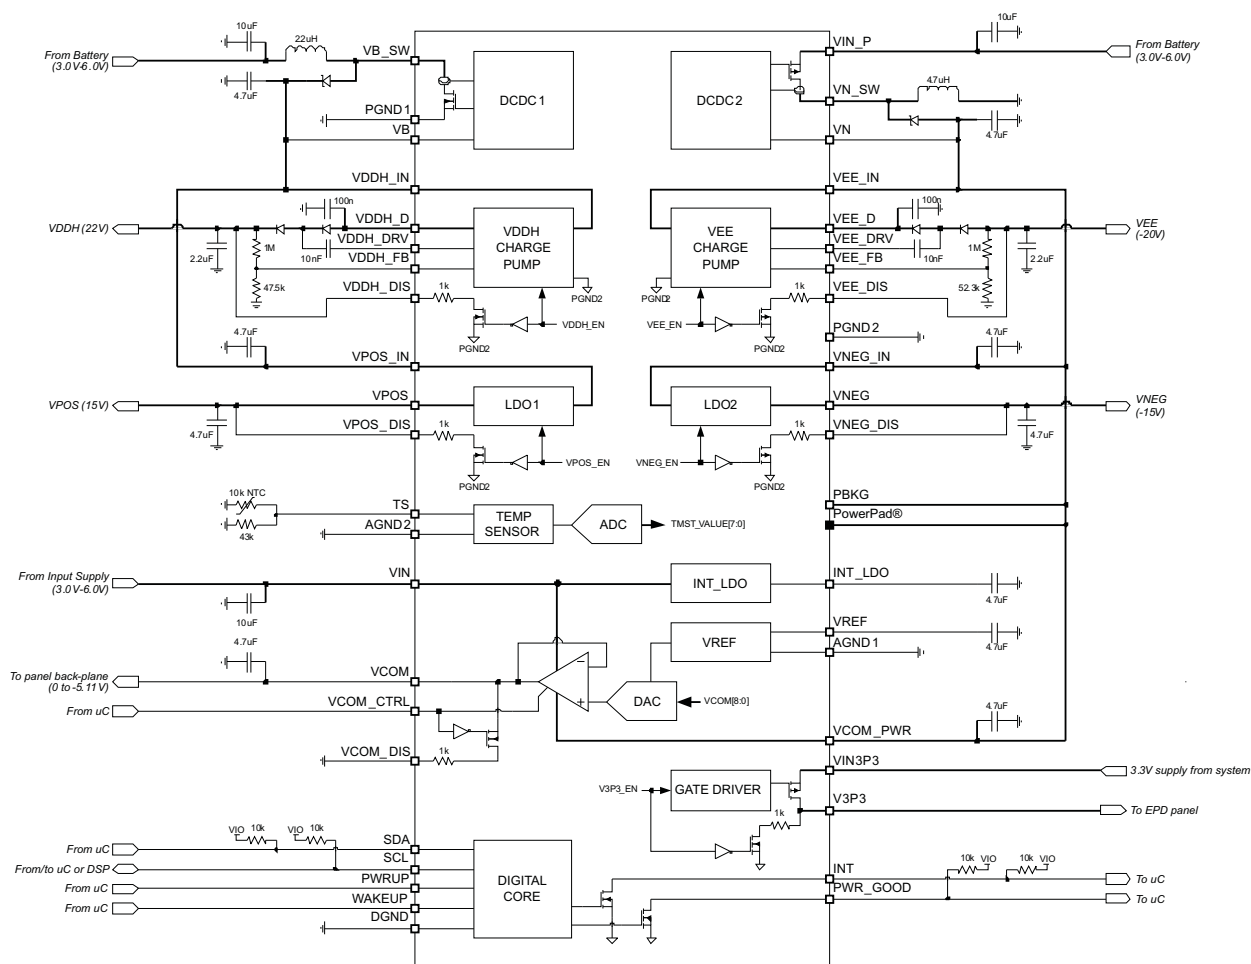 10uF
22uH
VB_SW
VIN_P
10uF
From Battery
(3.0V-6.0V)
From Battery
(3.0V-6.0V)
4.7uF
DCDC1
DCDC2
VN_SW
4.7uH
PGND1
VB
VN
4.7uF
VDDH_IN
VEE_IN
100n
100n
VDDH (22V)
VDDH_D
VDDH
CHARGE
PUMP
VEE
CHARGE
PUMP
VEE_D
VEE
(-20V)
1M
VDDH_DRV
VEE_DRV
1M
2.2uF
10nF
VDDH_FB
VEE_FB
10nF
2.2uF
47.5k
VDDH_DIS
1k
PGND2
PGND2
1k
VEE_DIS
52.3k
VDDH_EN
VEE_EN
PGND2
PGND2
PGND2
4.7uF
VPOS_IN
VNEG_IN
4.7uF
VPOS (15V)
VPOS
LDO1
LDO2
VNEG
VNEG
(-15V)
4.7uF
VPOS_DIS
1k
1k
VNEG_DIS
4.7uF
VPOS_EN
VNEG_EN
PGND2
PGND2
10k NTC
TS
PBKG
43k
AGND2
TEMP
SENSOR
ADC
TMST_VALUE[7:0]
PowerPad®
From Input Supply
(3.0V-6.0V)
VIN
INT_LDO
INT_LDO
10uF
4.7uF
4.7uF
VREF
VREF
AGND1
4.7uF
To panel back-plane
(0 to -5.11V)
VCOM
−
+
DAC
VCOM[8:0]
From uC
VCOM_CTRL
4.7uF
VCOM_PWR
VCOM_DIS
1k
VIN3P3
3.3V supply from system
V3P3_EN
GATE DRIVER
V3P3
To EPD panel
1k
VIO
10k
VIO
10k
From uC
SDA
From/to uC or DSP
SCL
INT
10k
VIO
10k
VIO
To uC
From uC
PWRUP
DIGITAL
CORE
PWR_GOOD
To uC
From uC
WAKEUP
DGND